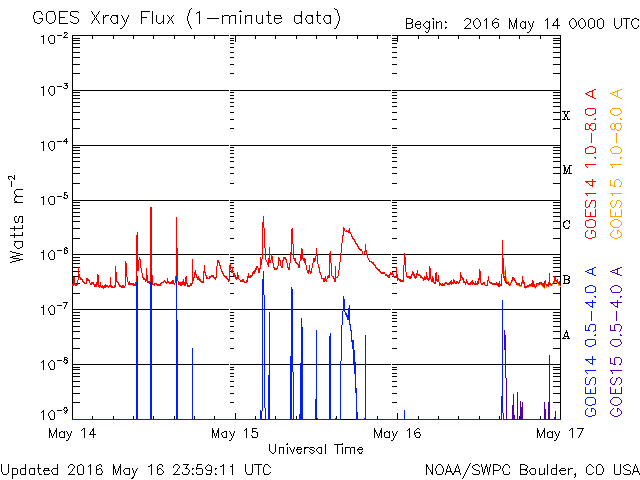 GOES Xray Flux (1-minute data)
Begin: 2016 May 14 0000 UTC
10⁻²
10⁻³
10⁻⁴
10⁻⁵
10⁻⁶
10⁻⁷
10⁻⁸
10⁻⁹
Watts m⁻²
X
M
C
B
A
GOES14 1.0-8.0 A
GOES15 1.0-8.0 A
GOES14 0.5-4.0 A
GOES15 0.5-4.0 A
May 14
May 15
May 16
May 17
Universal Time
Updated 2016 May 16 23:59:11 UTC
NOAA/SWPC Boulder, CO USA